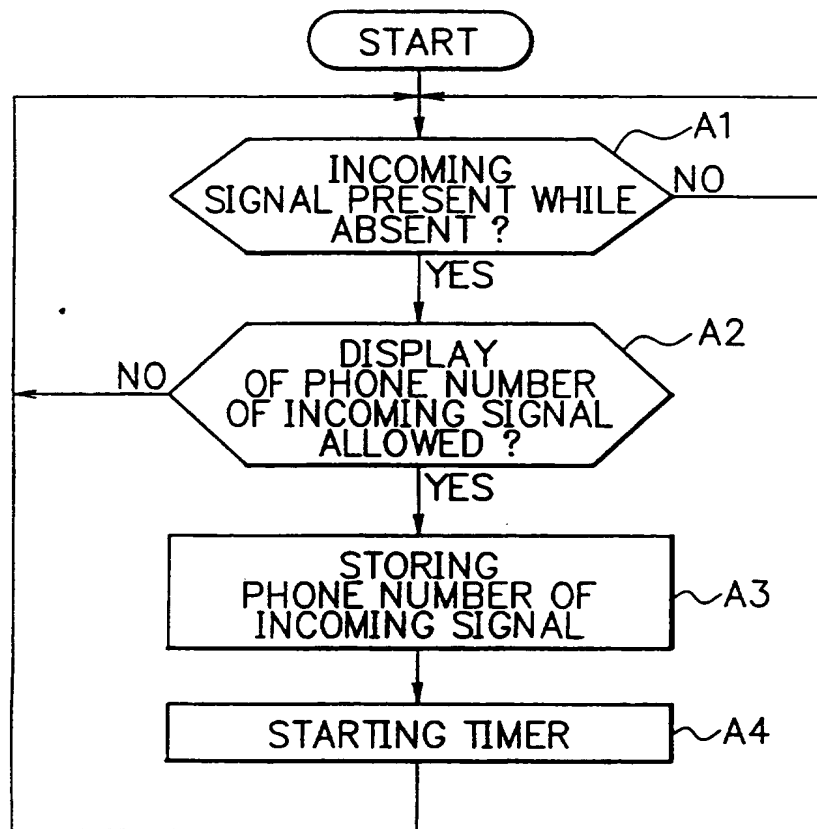 START
A1
INCOMING
SIGNAL PRESENT WHILE
ABSENT ?
NO
YES
A2
DISPLAY
OF PHONE NUMBER
OF INCOMING SIGNAL
ALLOWED ?
NO
YES
STORING
PHONE NUMBER OF
INCOMING SIGNAL
A3
STARTING TIMER
A4